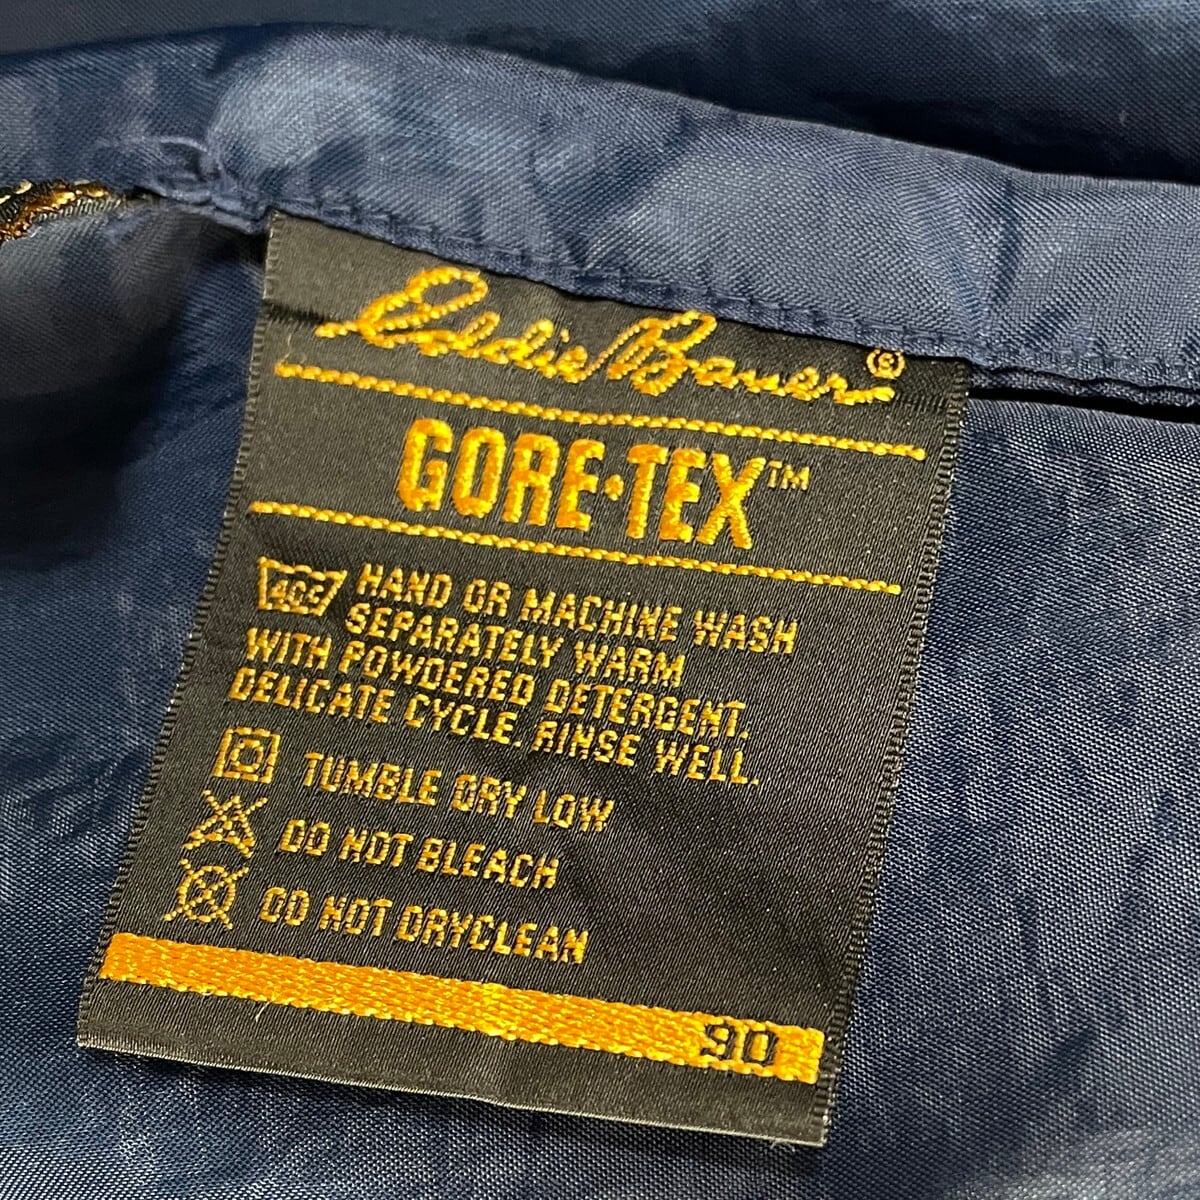 Eddie Bauer®
GORE-TEX™
40C HAND OR MACHINE WASH
SEPARATELY WARM
WITH POWDERED DETERGENT.
DELICATE CYCLE. RINSE WELL.
TUMBLE DRY LOW
DO NOT BLEACH
DO NOT DRYCLEAN
90